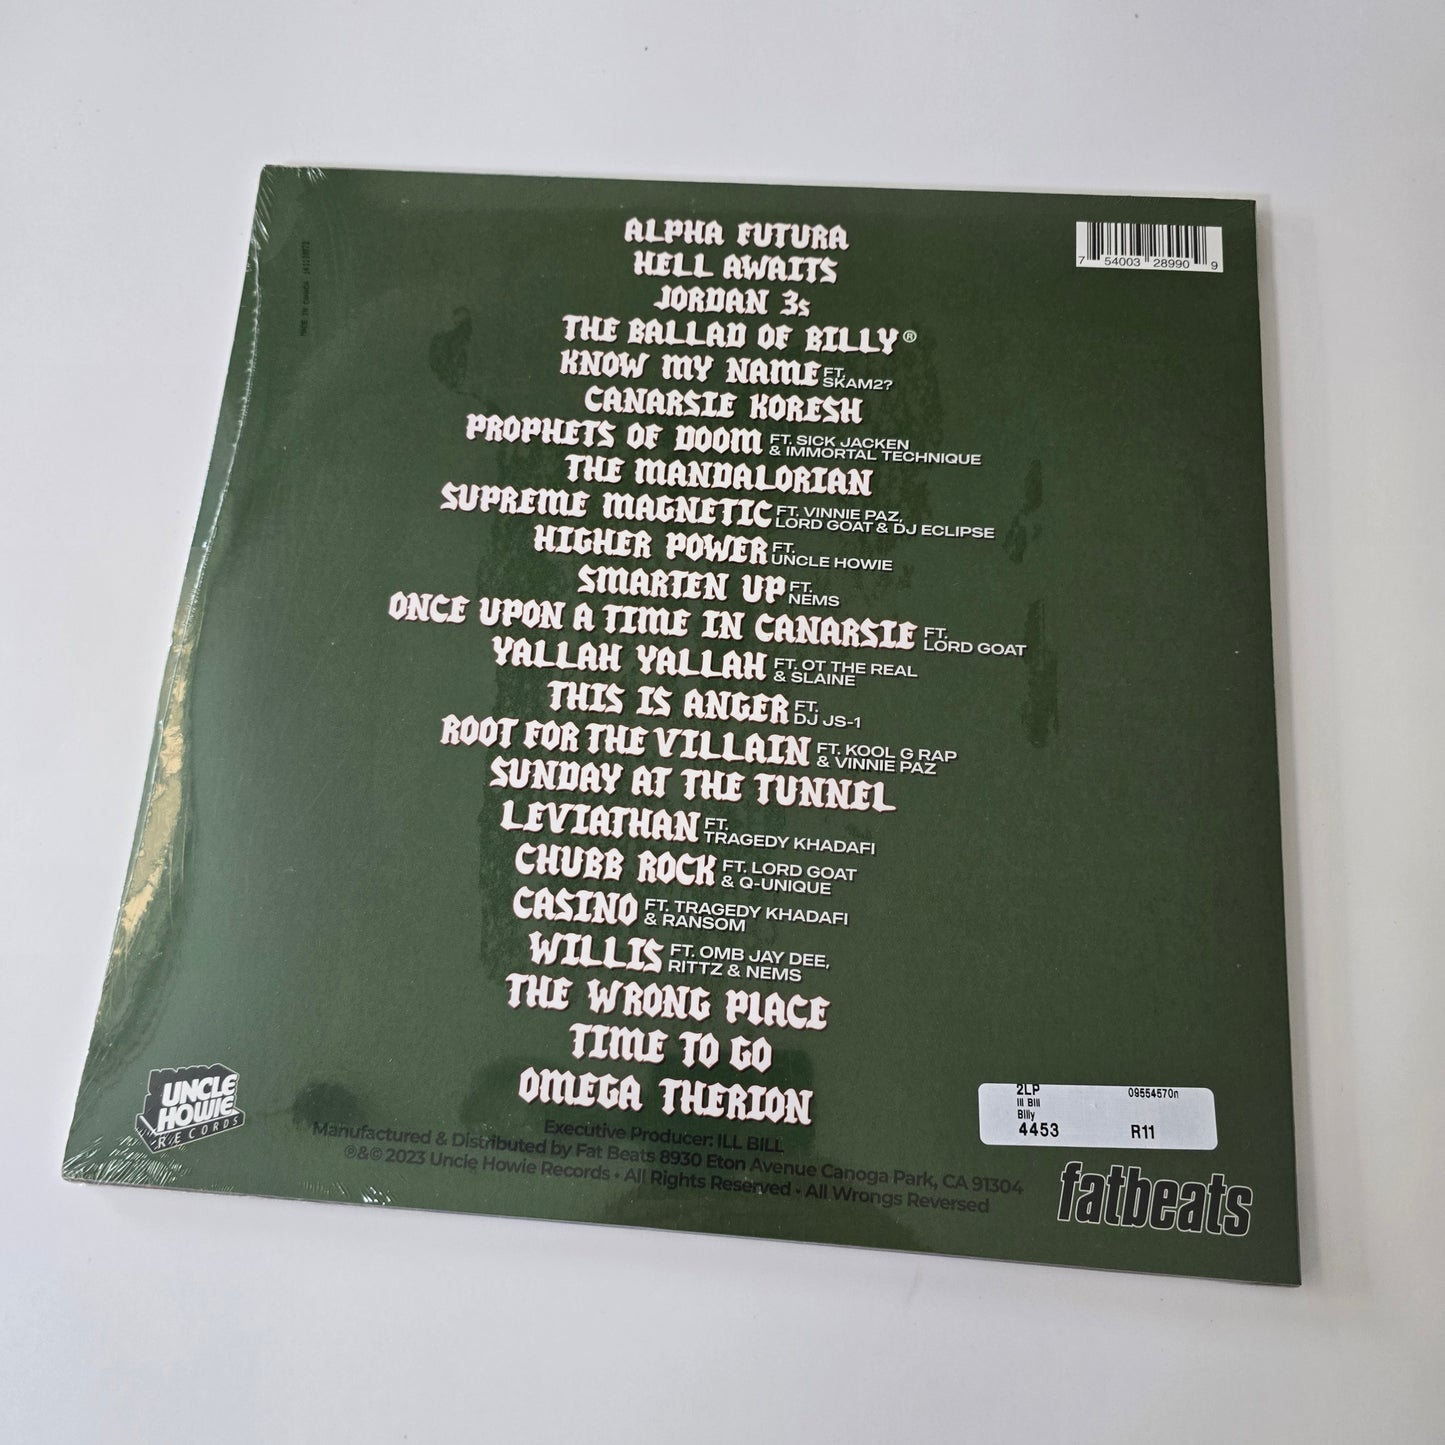 ALPHA FUTURA
HELL AWAITS
JORDAN 3s
THE BALLAD OF BILLY®
KNOW MY NAME FT. SKAM2?
CANARSIE KORESH
PROPHETS OF DOOM FT. SICK JACKEN & IMMORTAL TECHNIQUE
THE MANDALORIAN
SUPREME MAGNETIC FT. VINNIE PAZ, LORD GOAT & DJ ECLIPSE
HIGHER POWER FT. UNCLE HOWIE
SMARTEN UP FT. NEMS
ONCE UPON A TIME IN CANARSIE FT. LORD GOAT
YALLAH YALLAH FT. OT THE REAL & SLAINE
THIS IS ANGER FT. DJ JS-1
ROOT FOR THE VILLAIN FT. KOOL G RAP & VINNIE PAZ
SUNDAY AT THE TUNNEL
LEVIATHAN FT. TRAGEDY KHADAFI
CHUBB ROCK FT. LORD GOAT & Q-UNIQUE
CASINO FT. TRAGEDY KHADAFI & RANSOM
WILLIS FT. OMB JAY DEE, RITTZ & NEMS
THE WRONG PLACE
TIME TO GO
OMEGA THERION
Executive Producer: ILL BILL
Manufactured & Distributed by Fat Beats 8930 Eton Avenue Canoga Park, CA 91304
℗&© 2023 Uncle Howie Records • All Rights Reserved • All Wrongs Reversed
7 54003 28990 9
MADE IN CANADA
UNCLE
HOWIE
RECORDS
2LP 09554570n
Ill Bill
Billy
4453 R11
fatbeats